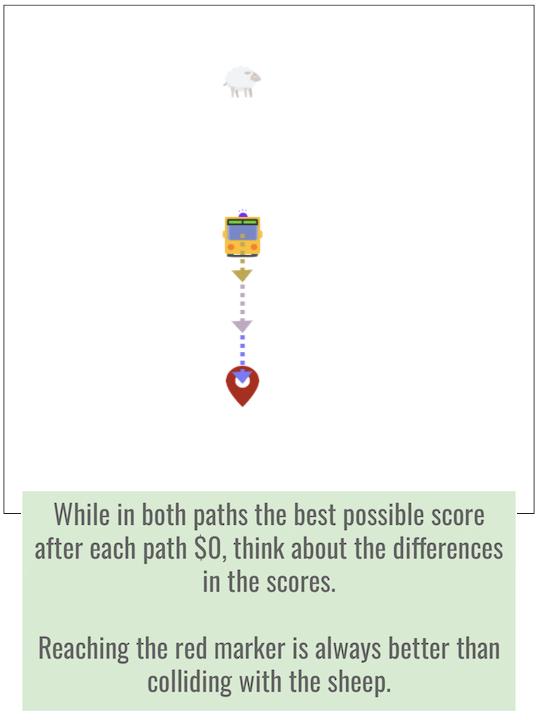 While in both paths the best possible score
after each path $0, think about the differences
in the scores.
Reaching the red marker is always better than
colliding with the sheep.